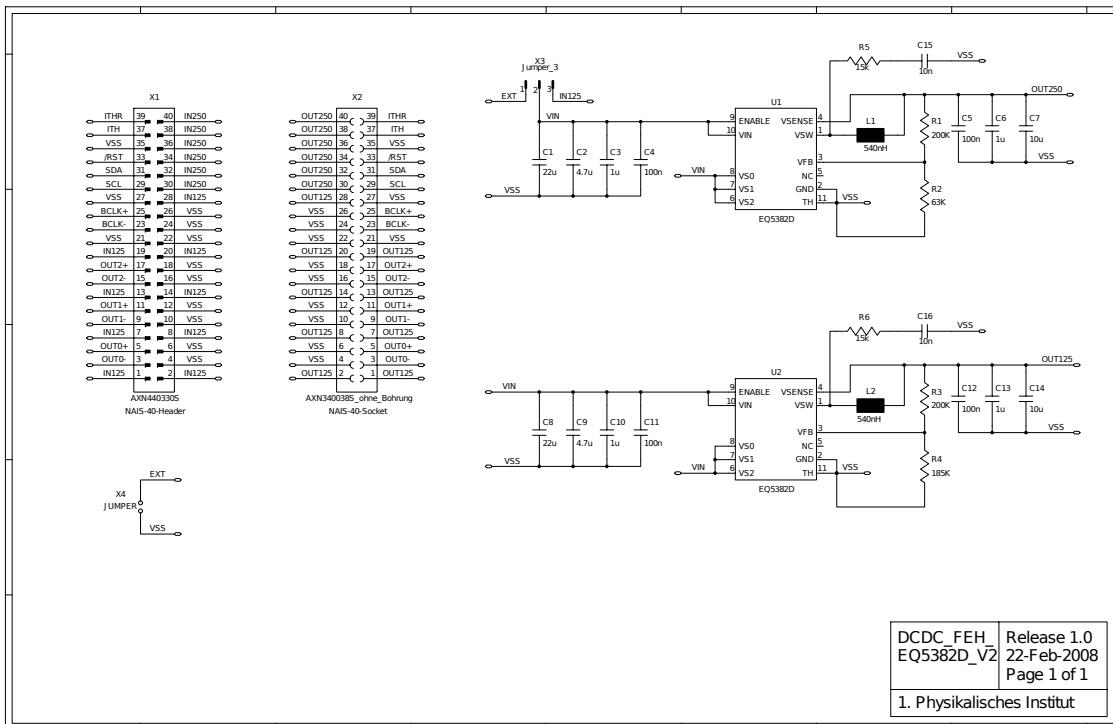 X1
ITHR 39 40 IN250
ITH 37 38 IN250
VSS 35 36 IN250
/RST 33 34 IN250
SDA 31 32 IN250
SCL 29 30 IN250
VSS 27 28 IN125
BCLK+ 25 26 VSS
BCLK- 23 24 VSS
VSS 21 22 VSS
IN125 19 20 IN125
OUT2+ 17 18 VSS
OUT2- 15 16 VSS
IN125 13 14 IN125
OUT1+ 11 12 VSS
OUT1- 9 10 VSS
IN125 7 8 IN125
OUT0+ 5 6 VSS
OUT0- 3 4 VSS
IN125 1 2 IN125
AXN440330S
NAIS-40-Header
X2
OUT250 40 39 ITHR
OUT250 38 37 ITH
OUT250 36 35 VSS
OUT250 34 33 /RST
OUT250 32 31 SDA
OUT250 30 29 SCL
OUT125 28 27 VSS
VSS 26 25 BCLK+
VSS 24 23 BCLK-
VSS 22 21 VSS
OUT125 20 19 OUT125
VSS 18 17 OUT2+
VSS 16 15 OUT2-
OUT125 14 13 OUT125
VSS 12 11 OUT1+
VSS 10 9 OUT1-
OUT125 8 7 OUT125
VSS 6 5 OUT0+
VSS 4 3 OUT0-
OUT125 2 1 OUT125
AXN340038S_ohne_Bohrung
NAIS-40-Socket
X3
Jumper_3
1 2 3
EXT
IN125
VIN
C1
22u
C2
4.7u
C3
1u
C4
100n
VSS
U1
9 ENABLE VSENSE 4
10 VIN VSW 1
VFB 3
VIN
8 VS0 NC 5
7 VS1 GND 2
6 VS2 TH 11
VSS
EQ5382D
R5
15k
C15
10n
VSS
OUT250
L1
540nH
R1
200K
C5
100n
C6
1u
C7
10u
VSS
R2
63K
VIN
C8
22u
C9
4.7u
C10
1u
C11
100n
VSS
U2
9 ENABLE VSENSE 4
10 VIN VSW 1
VFB 3
8 VS0 NC 5
7 VS1 GND 2
VIN
6 VS2 TH 11
VSS
EQ5382D
R6
15k
C16
10n
VSS
OUT125
L2
540nH
R3
200K
C12
100n
C13
1u
C14
10u
VSS
R4
185K
EXT
X4
JUMPER
VSS
DCDC_FEH_
EQ5382D_V2
Release 1.0
22-Feb-2008
Page 1 of 1
1. Physikalisches Institut